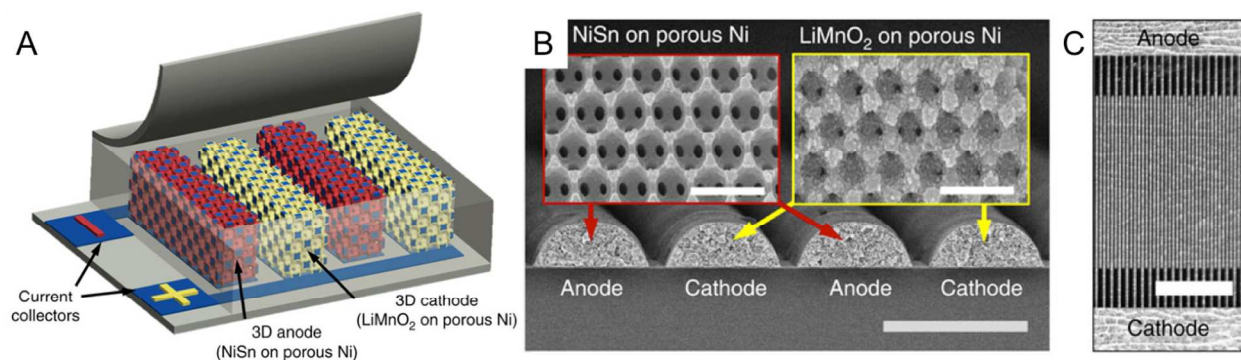 A
Current
collectors
3D anode
(NiSn on porous Ni)
3D cathode
(LiMnO₂ on porous Ni)
B
NiSn on porous Ni
LiMnO₂ on porous Ni
Anode
Cathode
Anode
Cathode
C
Anode
Cathode